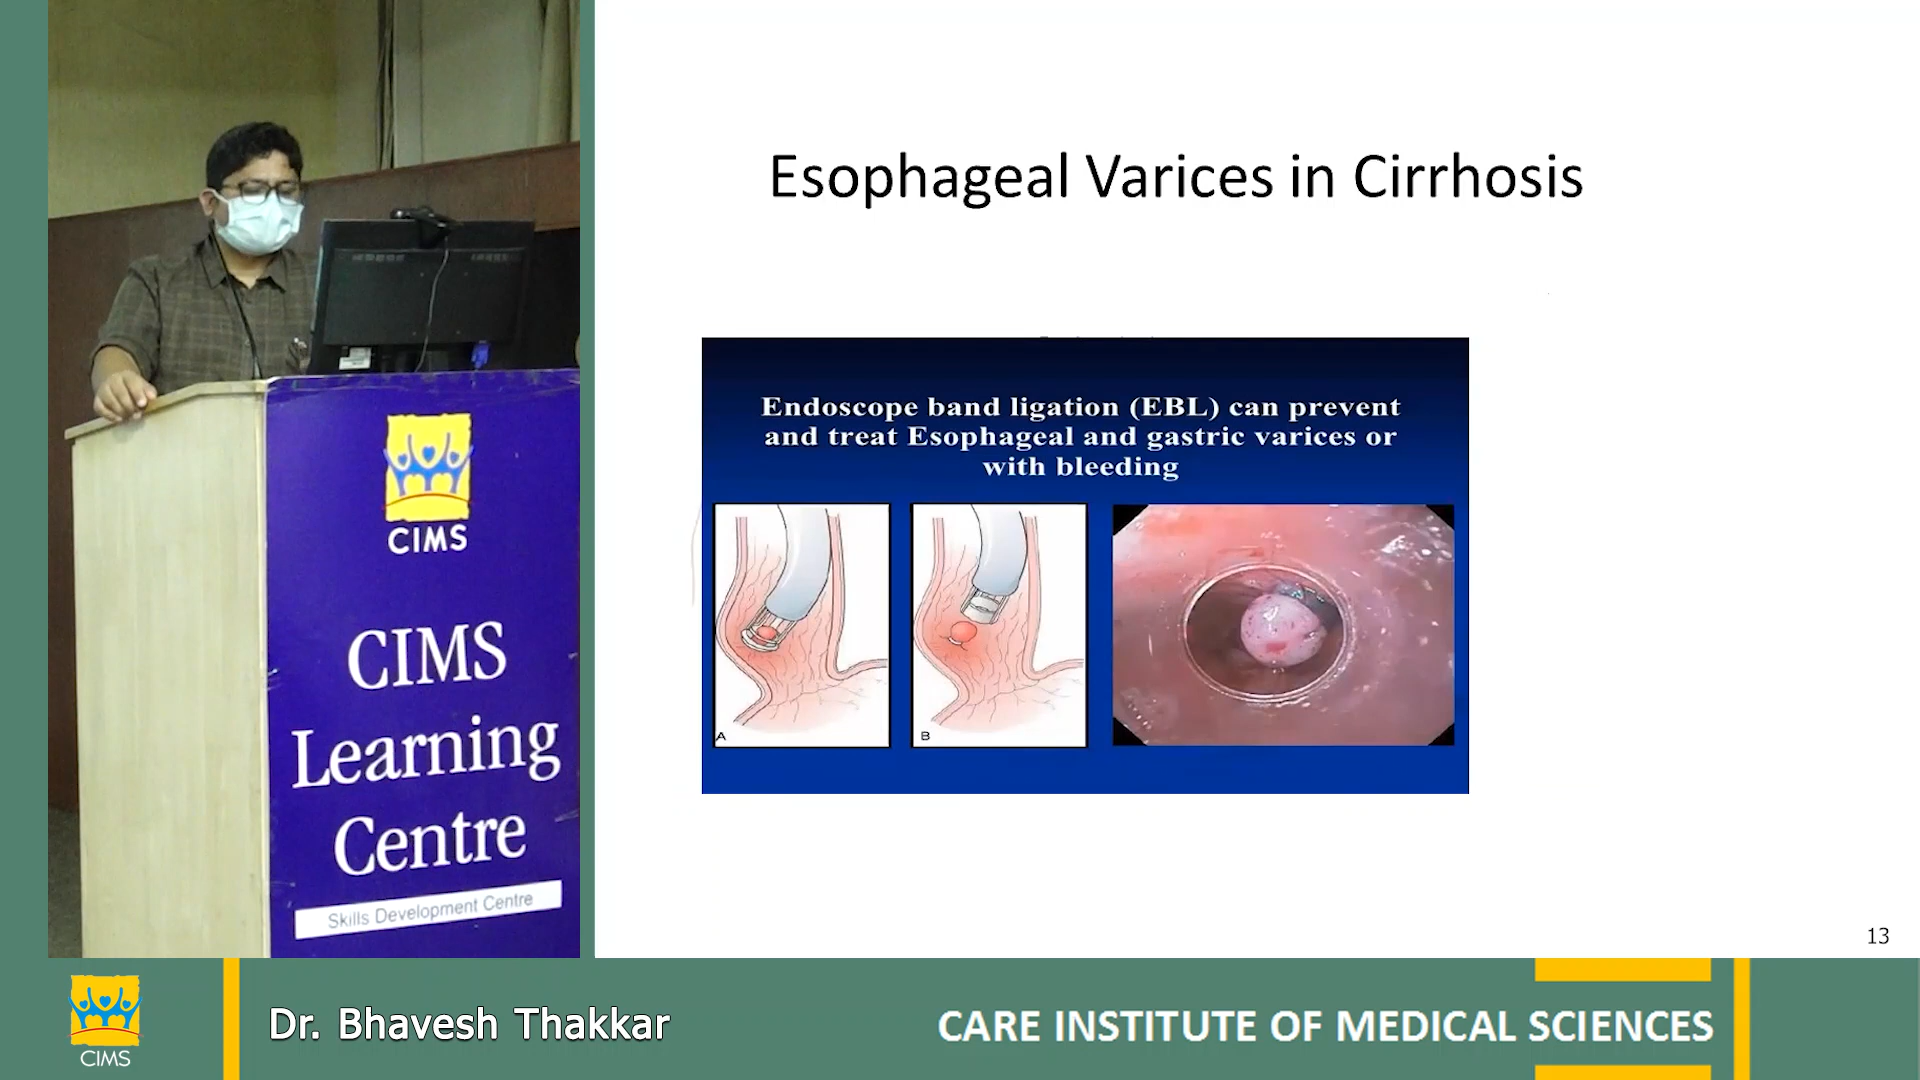 CIMS
CIMS
Learning
Centre
Skills Development Centre
Esophageal Varices in Cirrhosis
Endoscope band ligation (EBL) can prevent
and treat Esophageal and gastric varices or
with bleeding
A
B
13
CIMS
Dr. Bhavesh Thakkar
CARE INSTITUTE OF MEDICAL SCIENCES